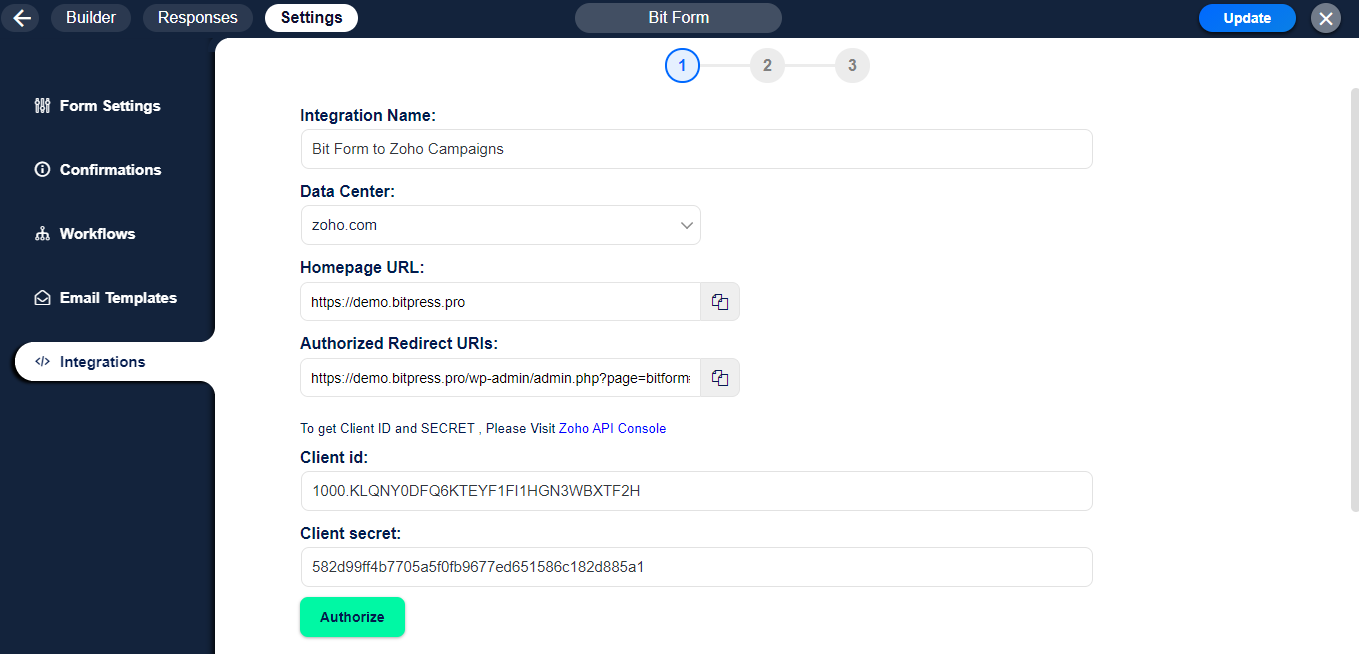 Builder Responses Settings Bit Form Update
1 2 3
Form Settings
Confirmations
Workflows
Email Templates
Integrations
Integration Name:
Bit Form to Zoho Campaigns
Data Center:
zoho.com
Homepage URL:
https://demo.bitpress.pro
Authorized Redirect URIs:
https://demo.bitpress.pro/wp-admin/admin.php?page=bitform
To get Client ID and SECRET , Please Visit Zoho API Console
Client id:
1000.KLQNY0DFQ6KTEYF1FI1HGN3WBXTF2H
Client secret:
582d99ff4b7705a5f0fb9677ed651586c182d885a1
Authorize